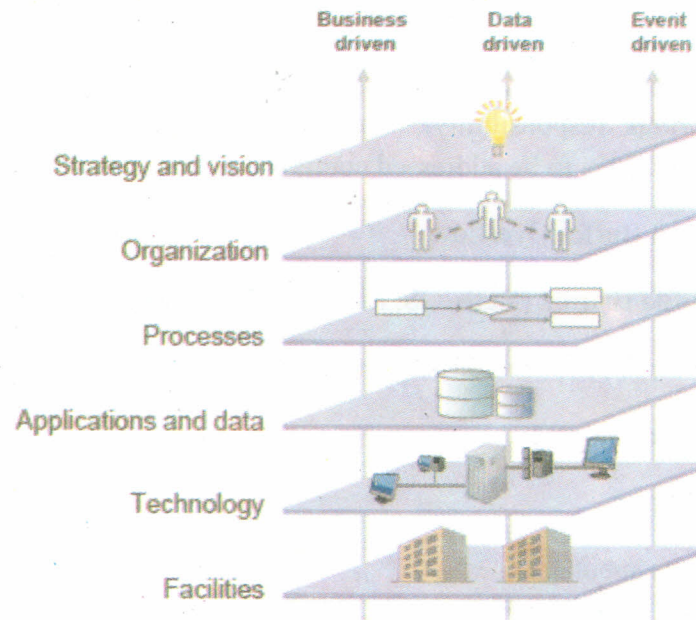 Business
driven
Data
driven
Event
driven
Strategy and vision
Organization
Processes
Applications and data
Technology
Facilities